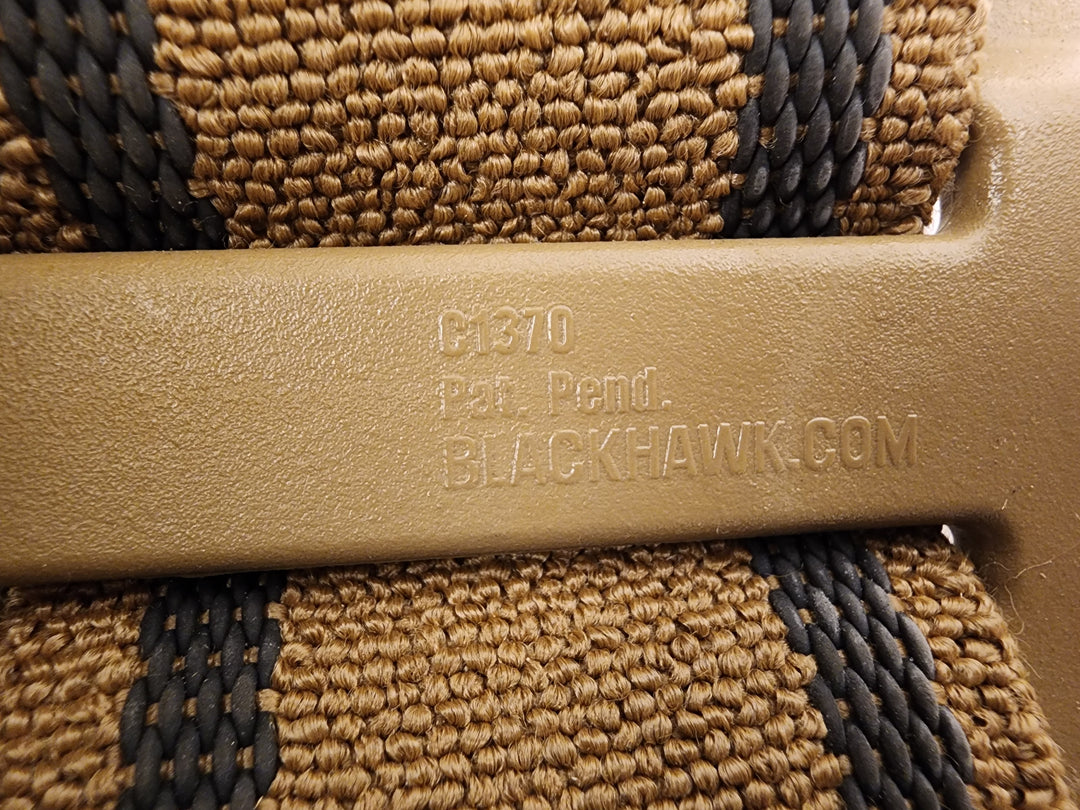 C1370
Pat. Pend.
BLACKHAWK.COM